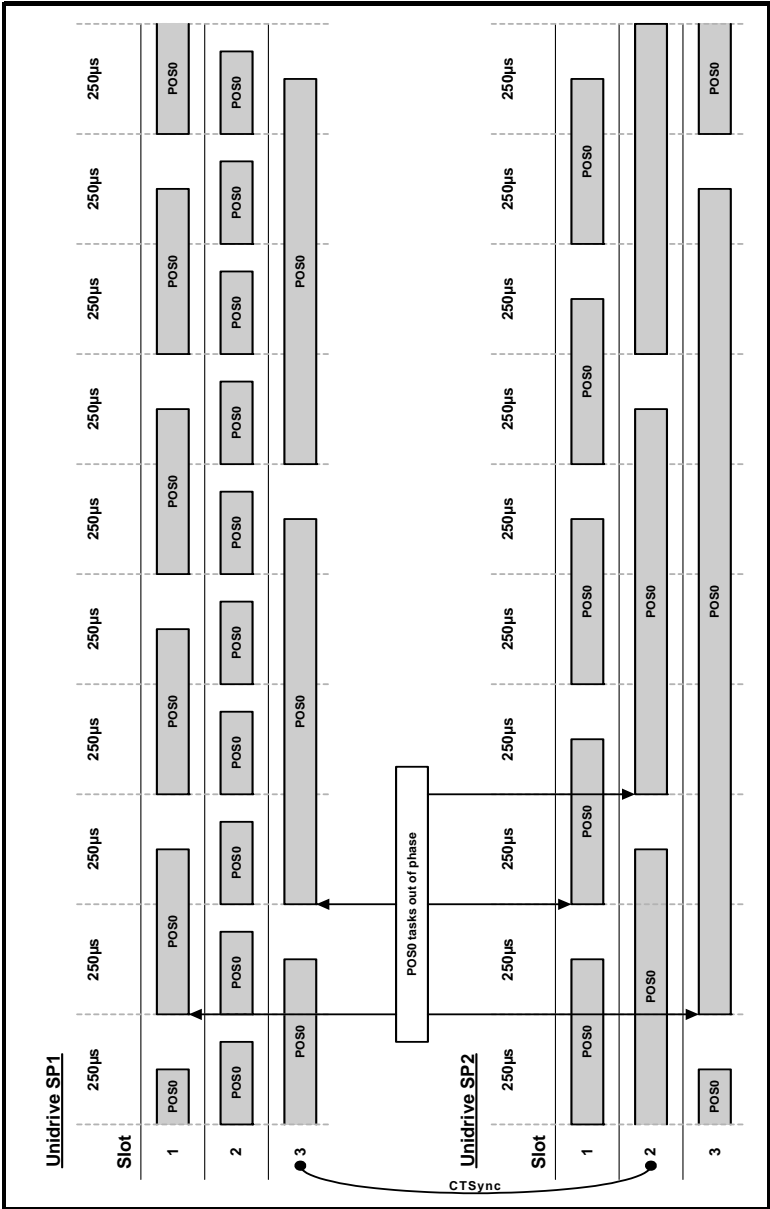 Unidrive SP1
Slot 250µs 250µs 250µs 250µs 250µs 250µs 250µs 250µs 250µs 250µs
1 POS0 POS0 POS0 POS0 POS0 POS0
2 POS0 POS0 POS0 POS0 POS0 POS0 POS0 POS0 POS0 POS0
3 POS0 POS0 POS0
POS0 tasks out of phase
CTSync
Unidrive SP2
Slot 250µs 250µs 250µs 250µs 250µs 250µs 250µs 250µs 250µs 250µs
1 POS0 POS0 POS0 POS0 POS0
2 POS0 POS0
3 POS0 POS0 POS0